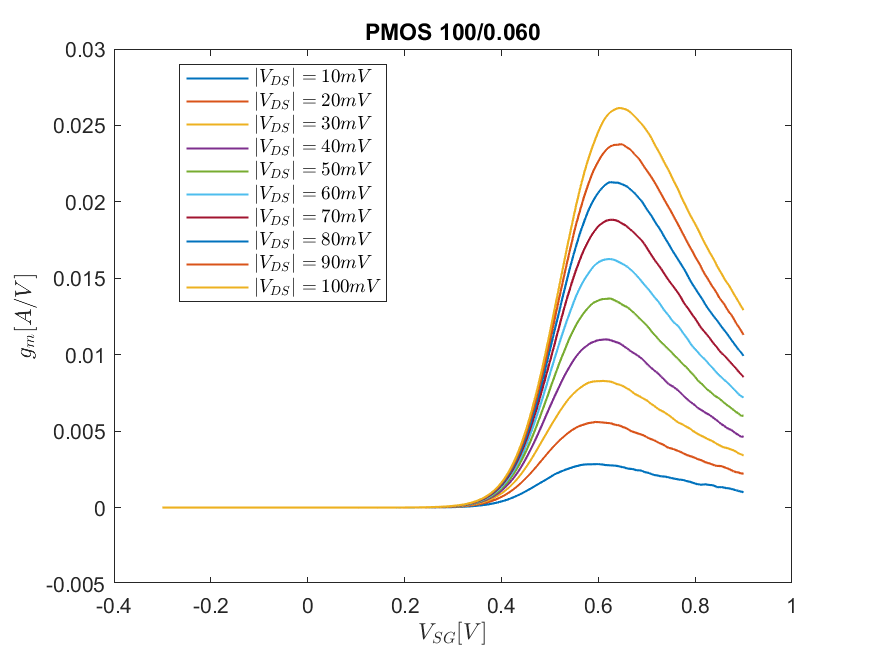 PMOS 100/0.060
0.03
0.025
0.02
0.015
0.01
0.005
0
-0.005
g_m[A/V]
|V_DS| = 10mV
|V_DS| = 20mV
|V_DS| = 30mV
|V_DS| = 40mV
|V_DS| = 50mV
|V_DS| = 60mV
|V_DS| = 70mV
|V_DS| = 80mV
|V_DS| = 90mV
|V_DS| = 100mV
-0.4 -0.2 0 0.2 0.4 0.6 0.8 1
V_SG[V]